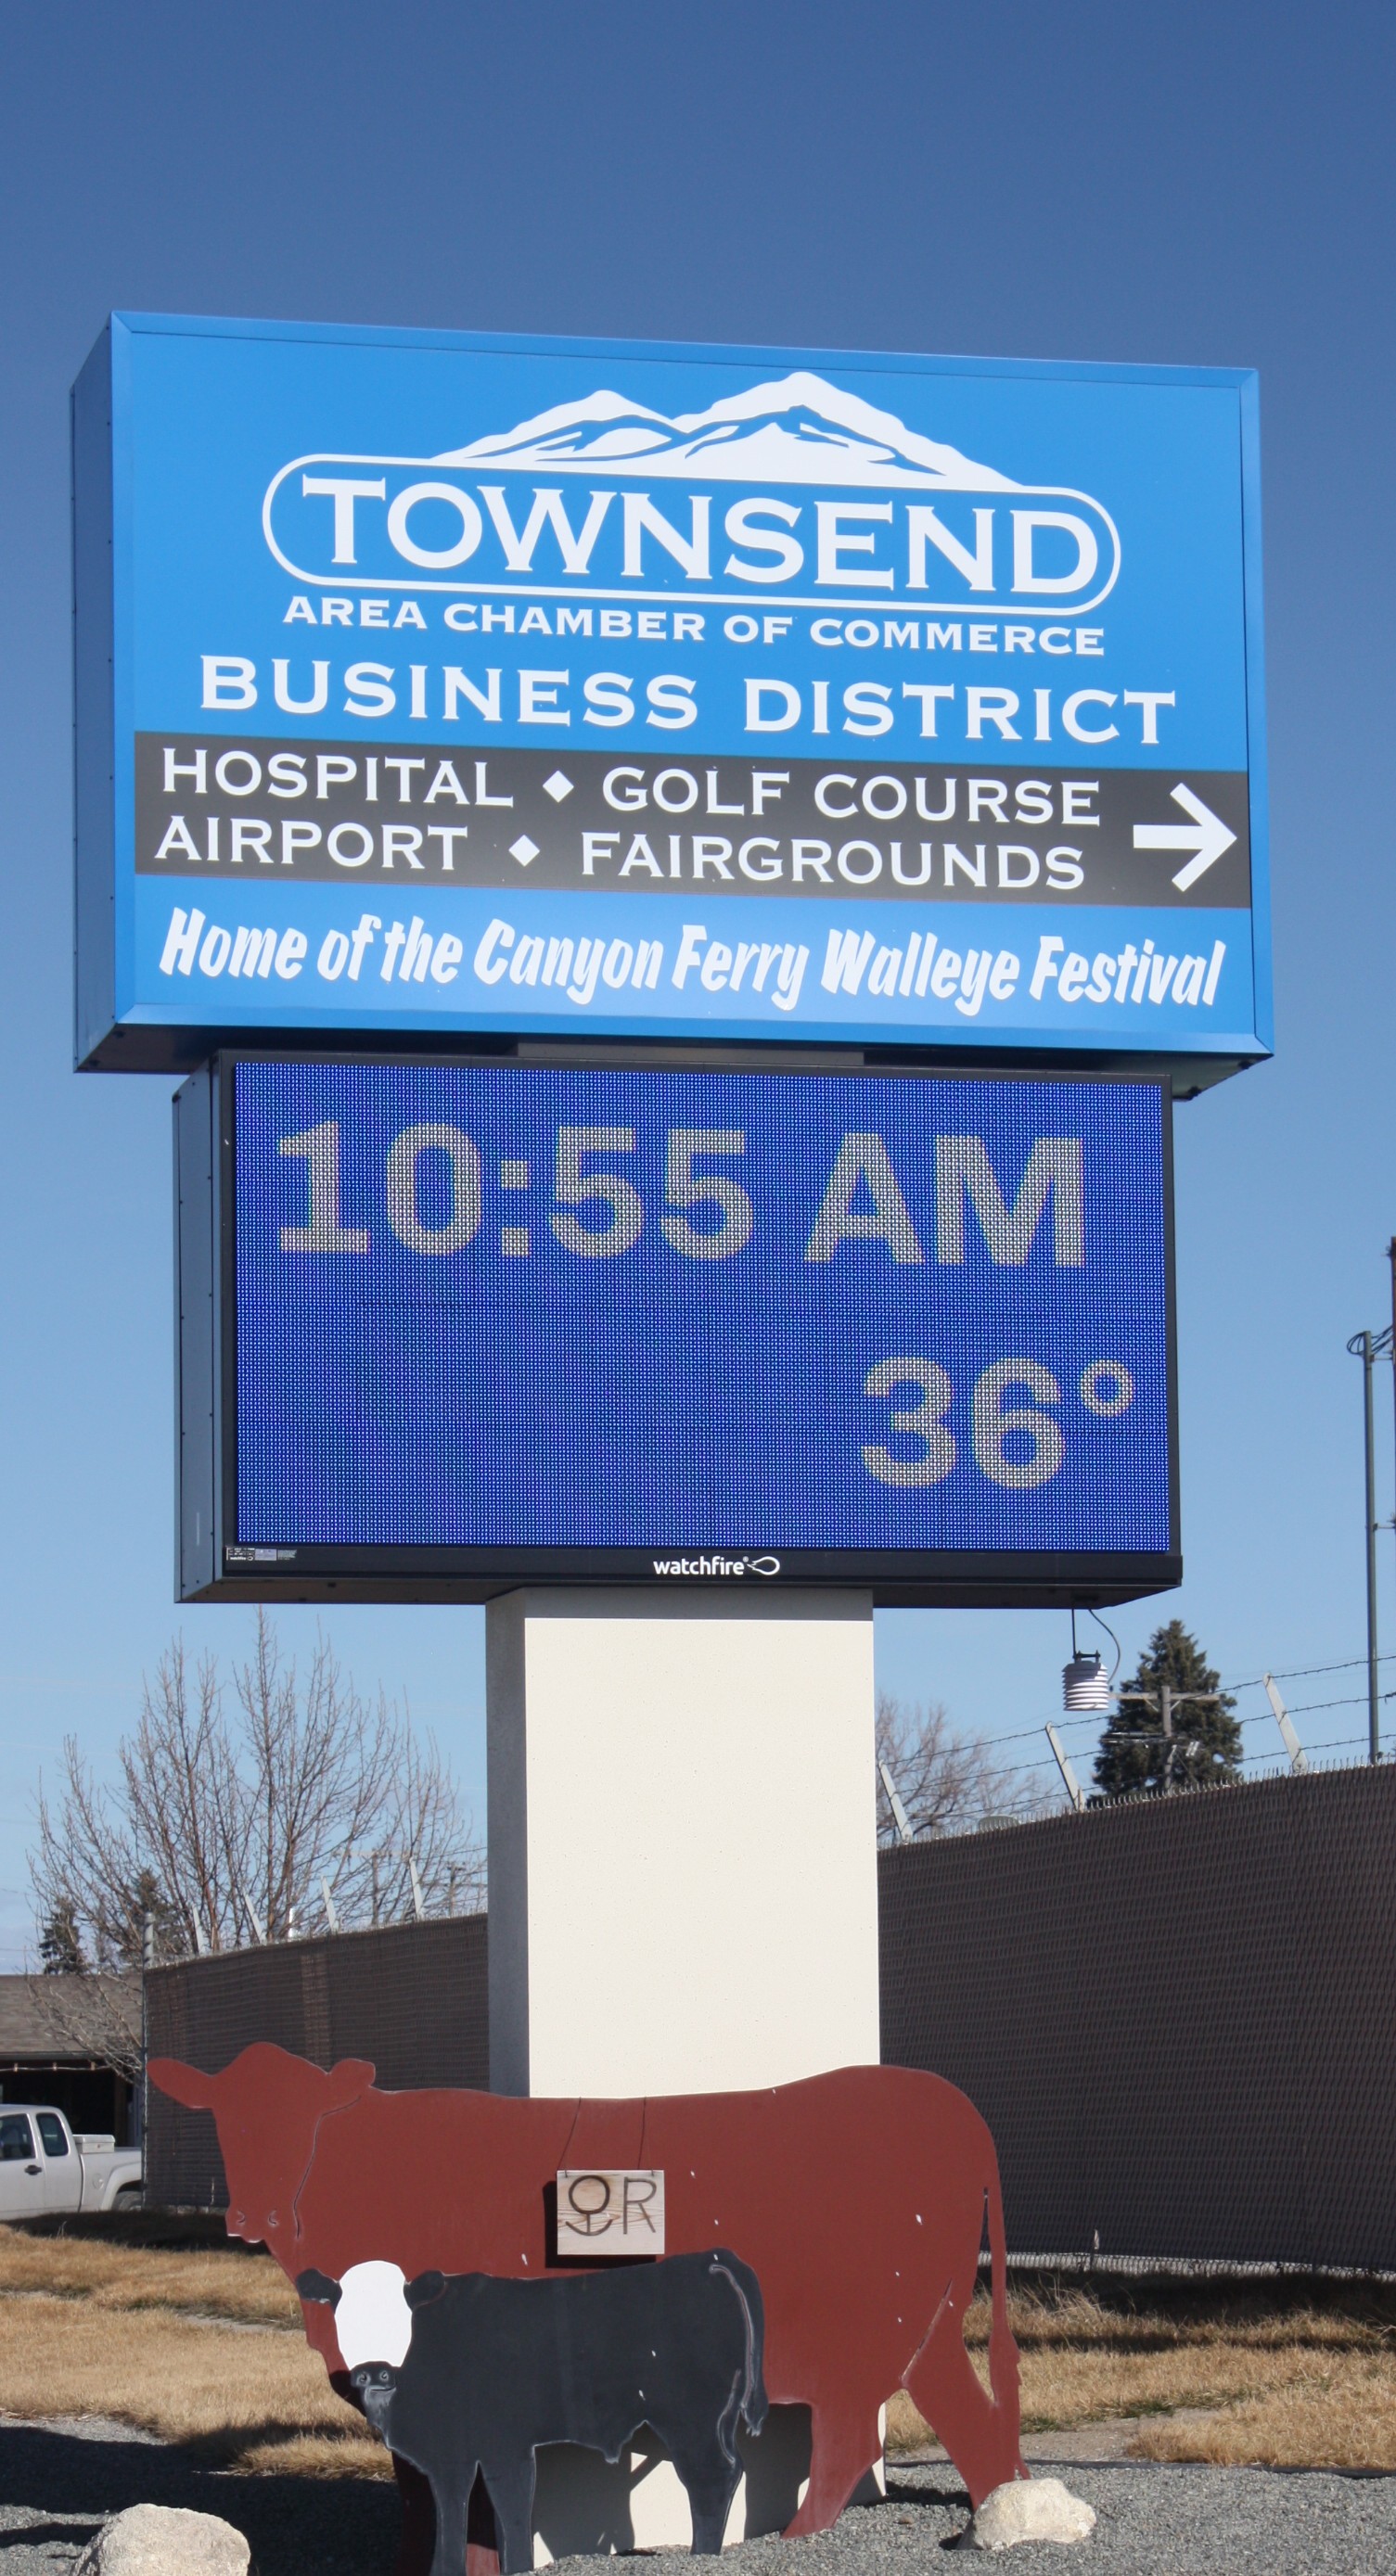 TOWNSEND
AREA CHAMBER OF COMMERCE
BUSINESS DISTRICT
HOSPITAL ◆ GOLF COURSE
AIRPORT ◆ FAIRGROUNDS
Home of the Canyon Ferry Walleye Festival
10:55 AM
36°
watchfire®
R